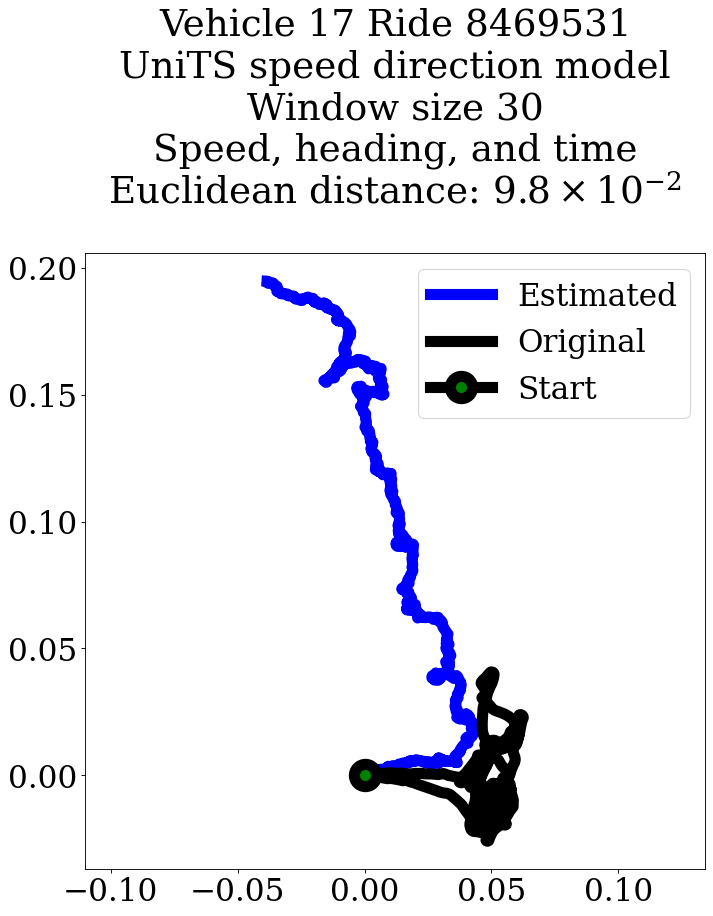 Vehicle 17 Ride 8469531
UniTS speed direction model
Window size 30
Speed, heading, and time
Euclidean distance: 9.8 × 10⁻²
Estimated
Original
Start
0.20
0.15
0.10
0.05
0.00
−0.10 −0.05 0.00 0.05 0.10